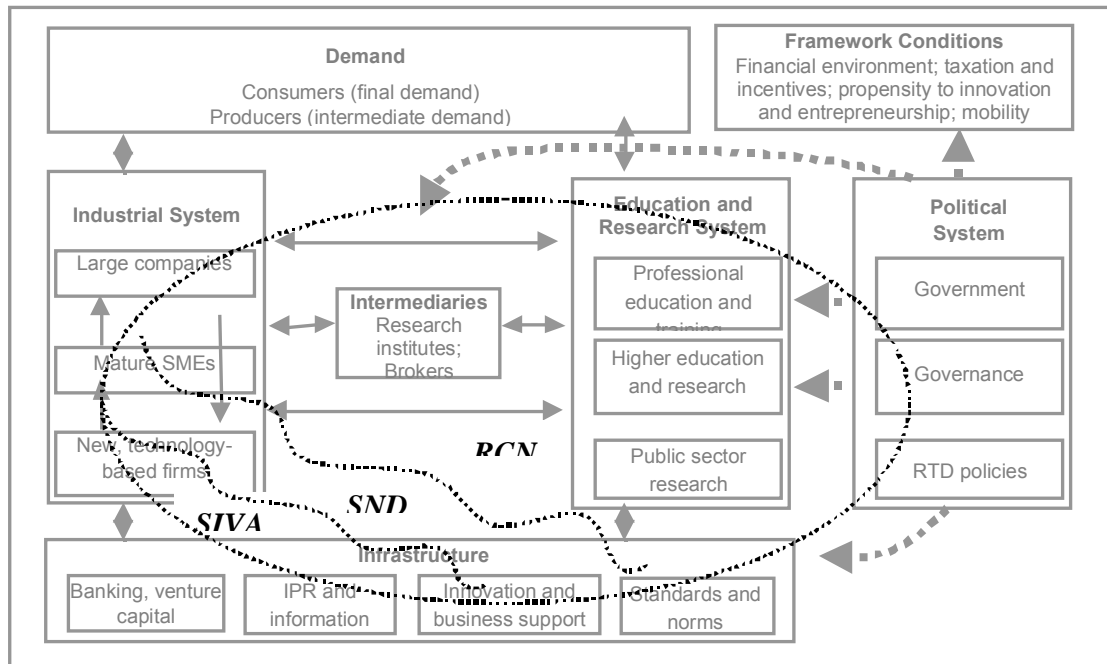 Demand
Consumers (final demand)
Producers (intermediate demand)
Framework Conditions
Financial environment; taxation and
incentives; propensity to innovation
and entrepreneurship; mobility
Industrial System
Large companies
Mature SMEs
New, technology-
based firms
Intermediaries
Research
institutes;
Brokers
Education and
Research System
Professional
education and
training
Higher education
and research
Public sector
research
Political
System
Government
Governance
RTD policies
RCN
SND
SIVA
Infrastructure
Banking, venture
capital
IPR and
information
Innovation and
business support
Standards and
norms